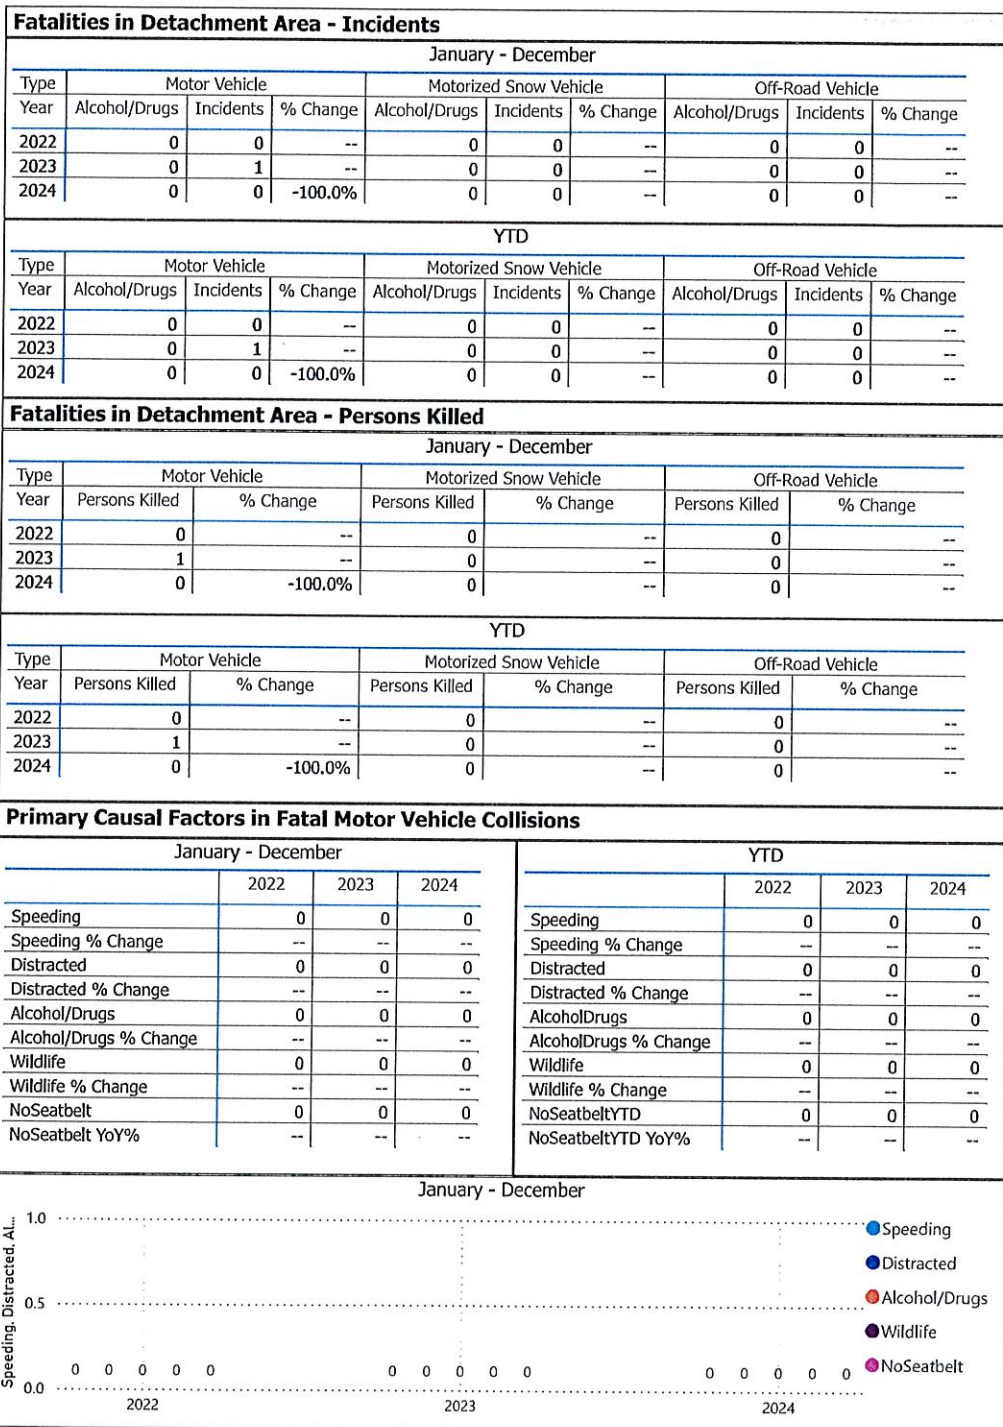 Fatalities in Detachment Area - Incidents
January - December
Type Motor Vehicle Motorized Snow Vehicle Off-Road Vehicle
Year Alcohol/Drugs Incidents % Change Alcohol/Drugs Incidents % Change Alcohol/Drugs Incidents % Change
2022 0 0 -- 0 0 -- 0 0 --
2023 0 1 -- 0 0 -- 0 0 --
2024 0 0 -100.0% 0 0 -- 0 0 --
YTD
Type Motor Vehicle Motorized Snow Vehicle Off-Road Vehicle
Year Alcohol/Drugs Incidents % Change Alcohol/Drugs Incidents % Change Alcohol/Drugs Incidents % Change
2022 0 0 -- 0 0 -- 0 0 --
2023 0 1 -- 0 0 -- 0 0 --
2024 0 0 -100.0% 0 0 -- 0 0 --
Fatalities in Detachment Area - Persons Killed
January - December
Type Motor Vehicle Motorized Snow Vehicle Off-Road Vehicle
Year Persons Killed % Change Persons Killed % Change Persons Killed % Change
2022 0 -- 0 -- 0 --
2023 1 -- 0 -- 0 --
2024 0 -100.0% 0 -- 0 --
YTD
Type Motor Vehicle Motorized Snow Vehicle Off-Road Vehicle
Year Persons Killed % Change Persons Killed % Change Persons Killed % Change
2022 0 -- 0 -- 0 --
2023 1 -- 0 -- 0 --
2024 0 -100.0% 0 -- 0 --
Primary Causal Factors in Fatal Motor Vehicle Collisions
January - December
2022 2023 2024
Speeding 0 0 0
Speeding % Change -- -- --
Distracted 0 0 0
Distracted % Change -- -- --
Alcohol/Drugs 0 0 0
Alcohol/Drugs % Change -- -- --
Wildlife 0 0 0
Wildlife % Change -- -- --
NoSeatbelt 0 0 0
NoSeatbelt YoY% -- -- --
YTD
2022 2023 2024
Speeding 0 0 0
Speeding % Change -- -- --
Distracted 0 0 0
Distracted % Change -- -- --
AlcoholDrugs 0 0 0
AlcoholDrugs % Change -- -- --
Wildlife 0 0 0
Wildlife % Change -- -- --
NoSeatbeltYTD 0 0 0
NoSeatbeltYTD YoY% -- -- --
January - December
Speeding, Distracted, Al...
1.0
0.5
0.0
0 0 0 0 0 0 0 0 0 0 0 0 0 0 0
2022 2023 2024
Speeding
Distracted
Alcohol/Drugs
Wildlife
NoSeatbelt